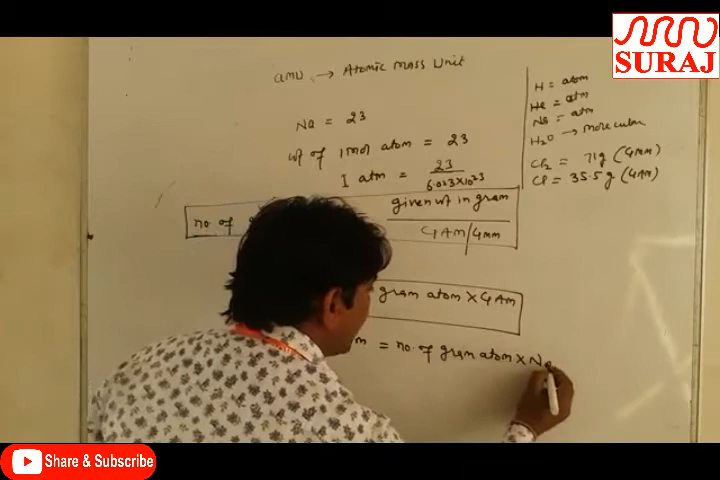 SURAJ
amu → Atomic Mass Unit
Na = 23
wt of 1 mol atom = 23
1 atm = 23 / 6.023×10²³
no. of given wt in gram / GAM/GMM
gram atom × GAM
m = no. of gram atom × Na
H = atom
He = atm
Na = atm
H₂O → molecular
Cl₂ = 71g (GMM)
Cl = 35.5g (GAM)
Share & Subscribe